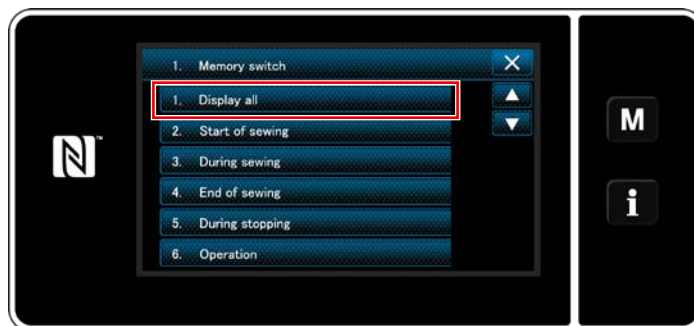 1. Memory switch
1. Display all
2. Start of sewing
3. During sewing
4. End of sewing
5. During stopping
6. Operation
M
i